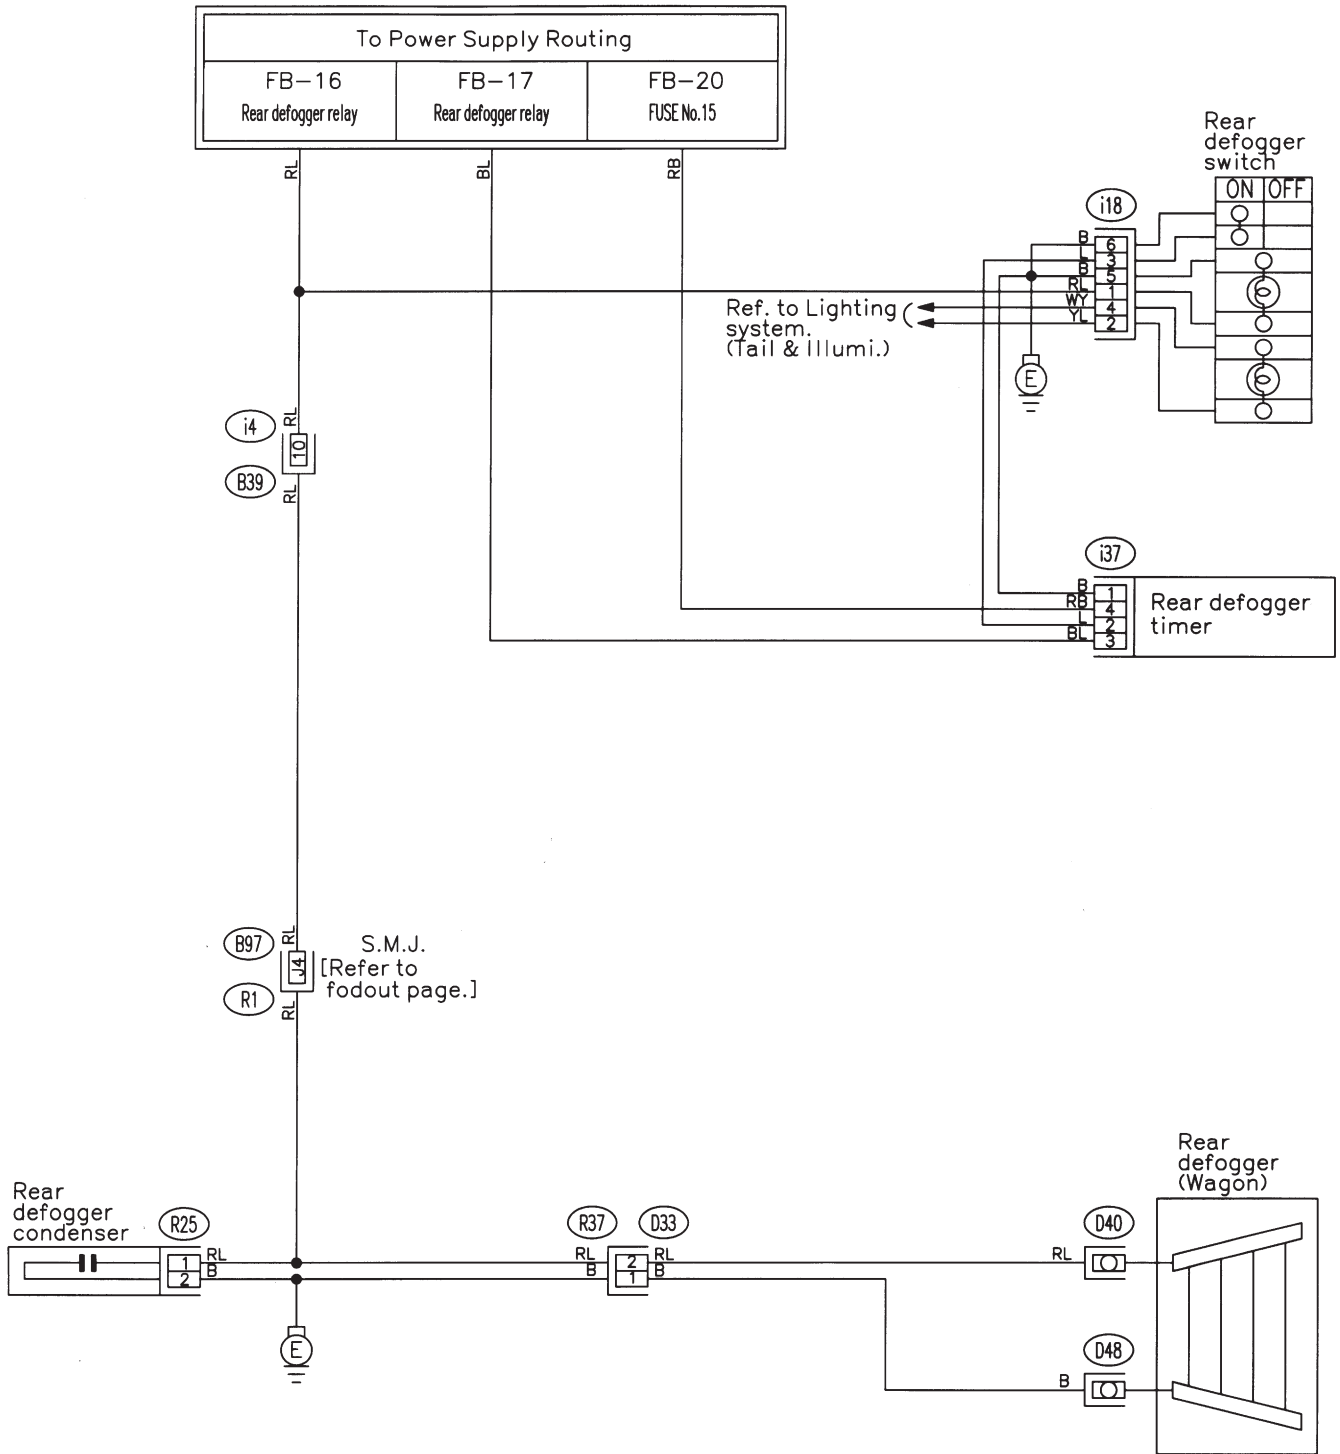 To Power Supply Routing
FB-16
Rear defogger relay
FB-17
Rear defogger relay
FB-20
FUSE No.15
RL
BL
RB
Rear
defogger
switch
ON OFF
i18
B 6
L 3
B 5
RL 1
WY 4
YL 2
Ref. to Lighting
system.
(Tail & Illumi.)
E
RL
i4
10
B39
RL
i37
B 1
RB 4
L 2
BL 3
Rear defogger
timer
RL
B97
J4
R1
RL
S.M.J.
[Refer to
fodout page.]
Rear
defogger
condenser
R25
1 RL
2 B
E
R37
D33
RL 2 RL
B 1 B
D40
RL
D48
B
Rear
defogger
(Wagon)